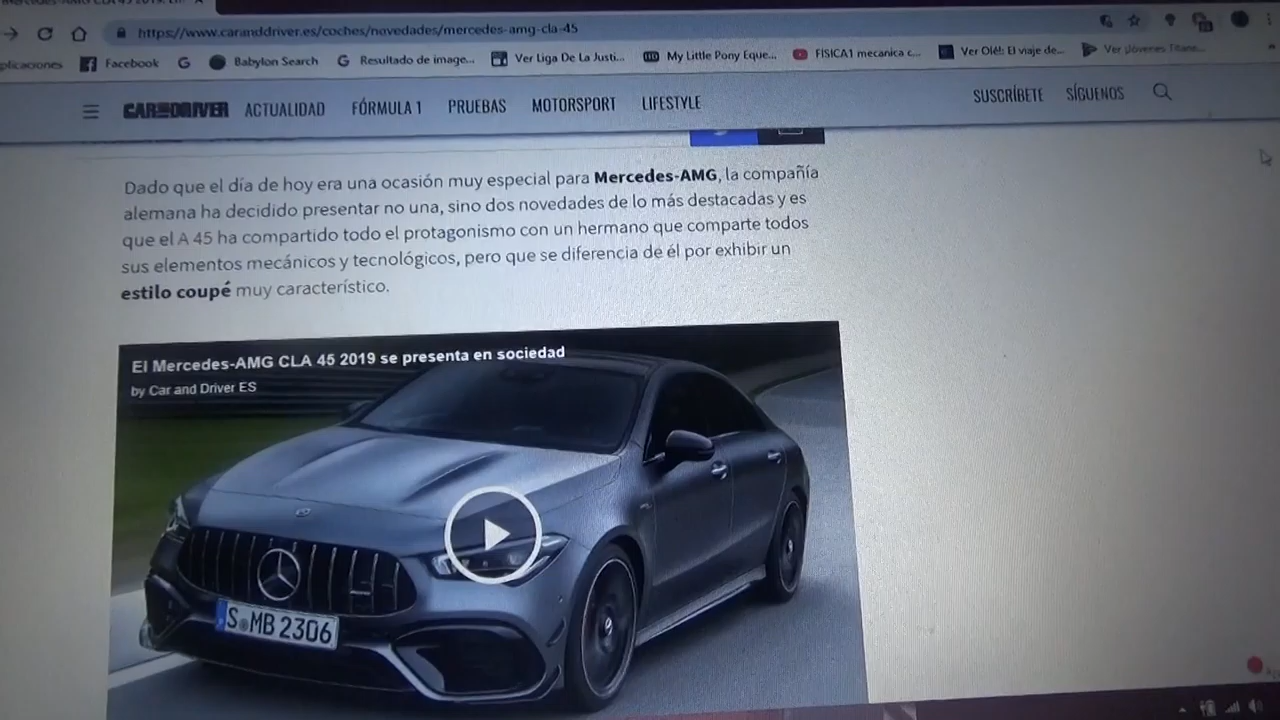 https://www.caranddriver.es/coches/novedades/mercedes-amg-cla-45
plicaciones Facebook Babylon Search Resultado de image... Ver Liga De La Justi... My Little Pony Eque... FISICA1 mecanica c... Ver Olé!: El viaje de... Ver Jóvenes Titane...
CAR AND DRIVER ACTUALIDAD FÓRMULA 1 PRUEBAS MOTORSPORT LIFESTYLE SUSCRÍBETE SÍGUENOS
Dado que el día de hoy era una ocasión muy especial para Mercedes-AMG, la compañía
alemana ha decidido presentar no una, sino dos novedades de lo más destacadas y es
que el A 45 ha compartido todo el protagonismo con un hermano que comparte todos
sus elementos mecánicos y tecnológicos, pero que se diferencia de él por exhibir un
estilo coupé muy característico.
El Mercedes-AMG CLA 45 2019 se presenta en sociedad
by Car and Driver ES
S MB 2306